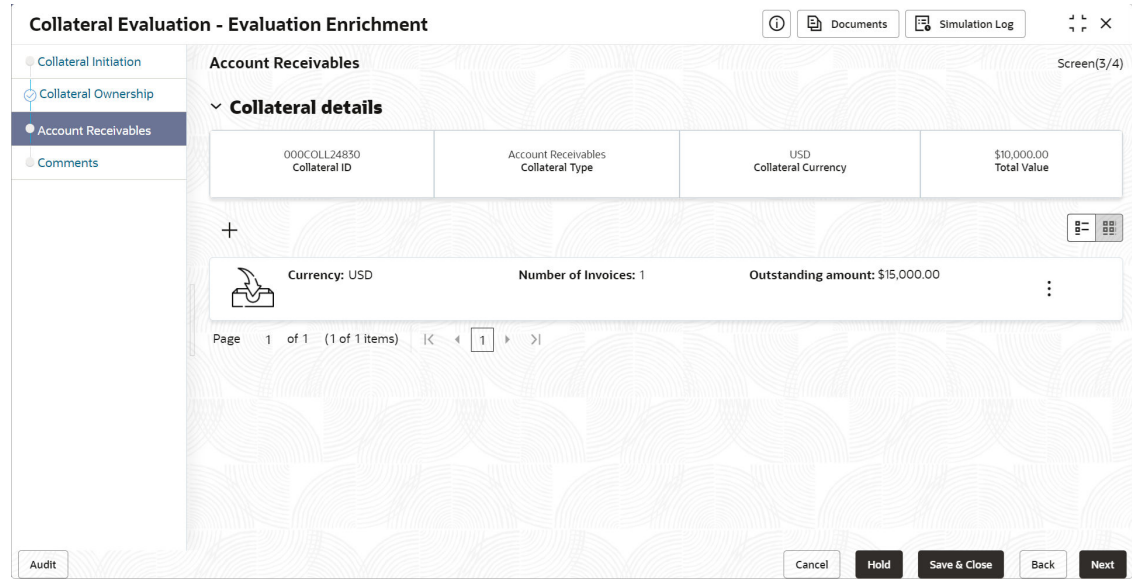 Collateral Evaluation - Evaluation Enrichment
Documents
Simulation Log
Collateral Initiation
Collateral Ownership
Account Receivables
Comments
Account Receivables
Screen(3/4)
Collateral details
000COLL24830
Collateral ID
Account Receivables
Collateral Type
USD
Collateral Currency
$10,000.00
Total Value
Currency: USD
Number of Invoices: 1
Outstanding amount: $15,000.00
Page 1 of 1 (1 of 1 items) 1
Audit
Cancel
Hold
Save & Close
Back
Next